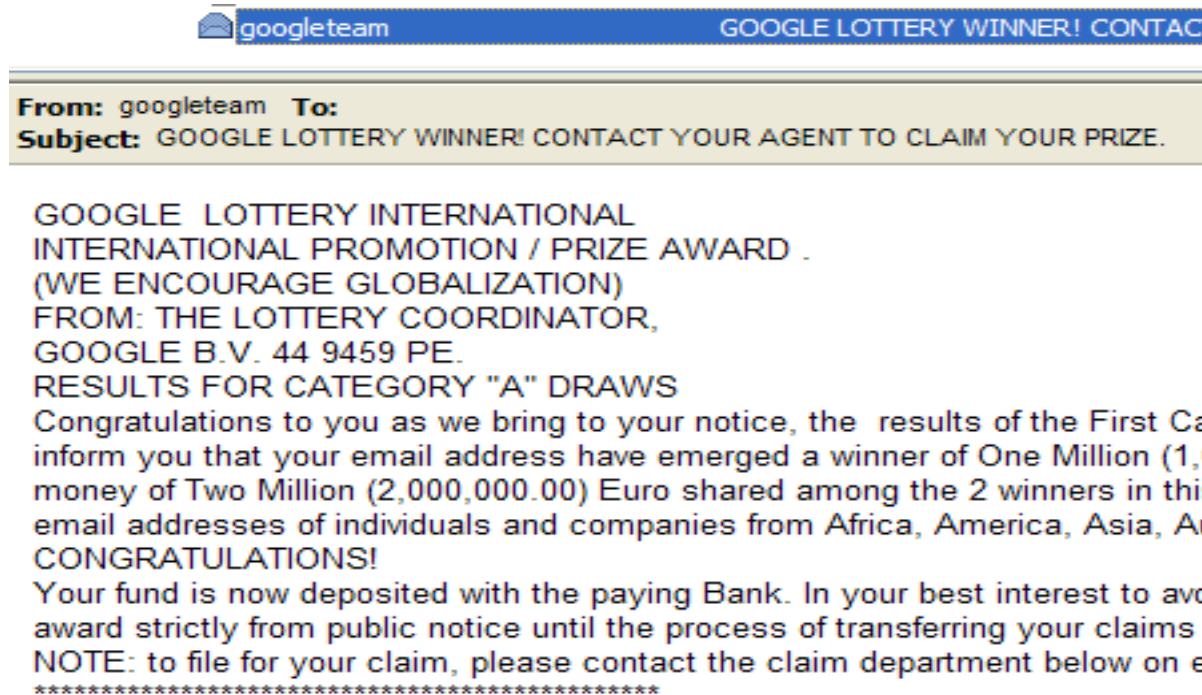 googleteam GOOGLE LOTTERY WINNER! CONTAC
From: googleteam To:
Subject: GOOGLE LOTTERY WINNER! CONTACT YOUR AGENT TO CLAIM YOUR PRIZE.
GOOGLE LOTTERY INTERNATIONAL
INTERNATIONAL PROMOTION / PRIZE AWARD .
(WE ENCOURAGE GLOBALIZATION)
FROM: THE LOTTERY COORDINATOR,
GOOGLE B.V. 44 9459 PE.
RESULTS FOR CATEGORY "A" DRAWS
Congratulations to you as we bring to your notice, the results of the First Ca
inform you that your email address have emerged a winner of One Million (1,
money of Two Million (2,000,000.00) Euro shared among the 2 winners in thi
email addresses of individuals and companies from Africa, America, Asia, A
CONGRATULATIONS!
Your fund is now deposited with the paying Bank. In your best interest to avo
award strictly from public notice until the process of transferring your claims
NOTE: to file for your claim, please contact the claim department below on e
***********************************************